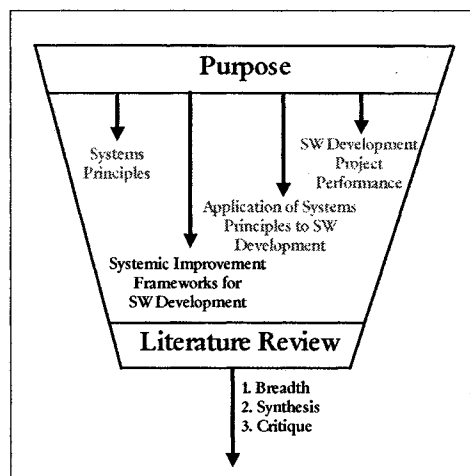 Purpose
Systems
Principles
SW Development
Project
Performance
Application of Systems
Principles to SW
Development
Systemic Improvement
Frameworks for
SW Development
Literature Review
1. Breadth
2. Synthesis
3. Critique